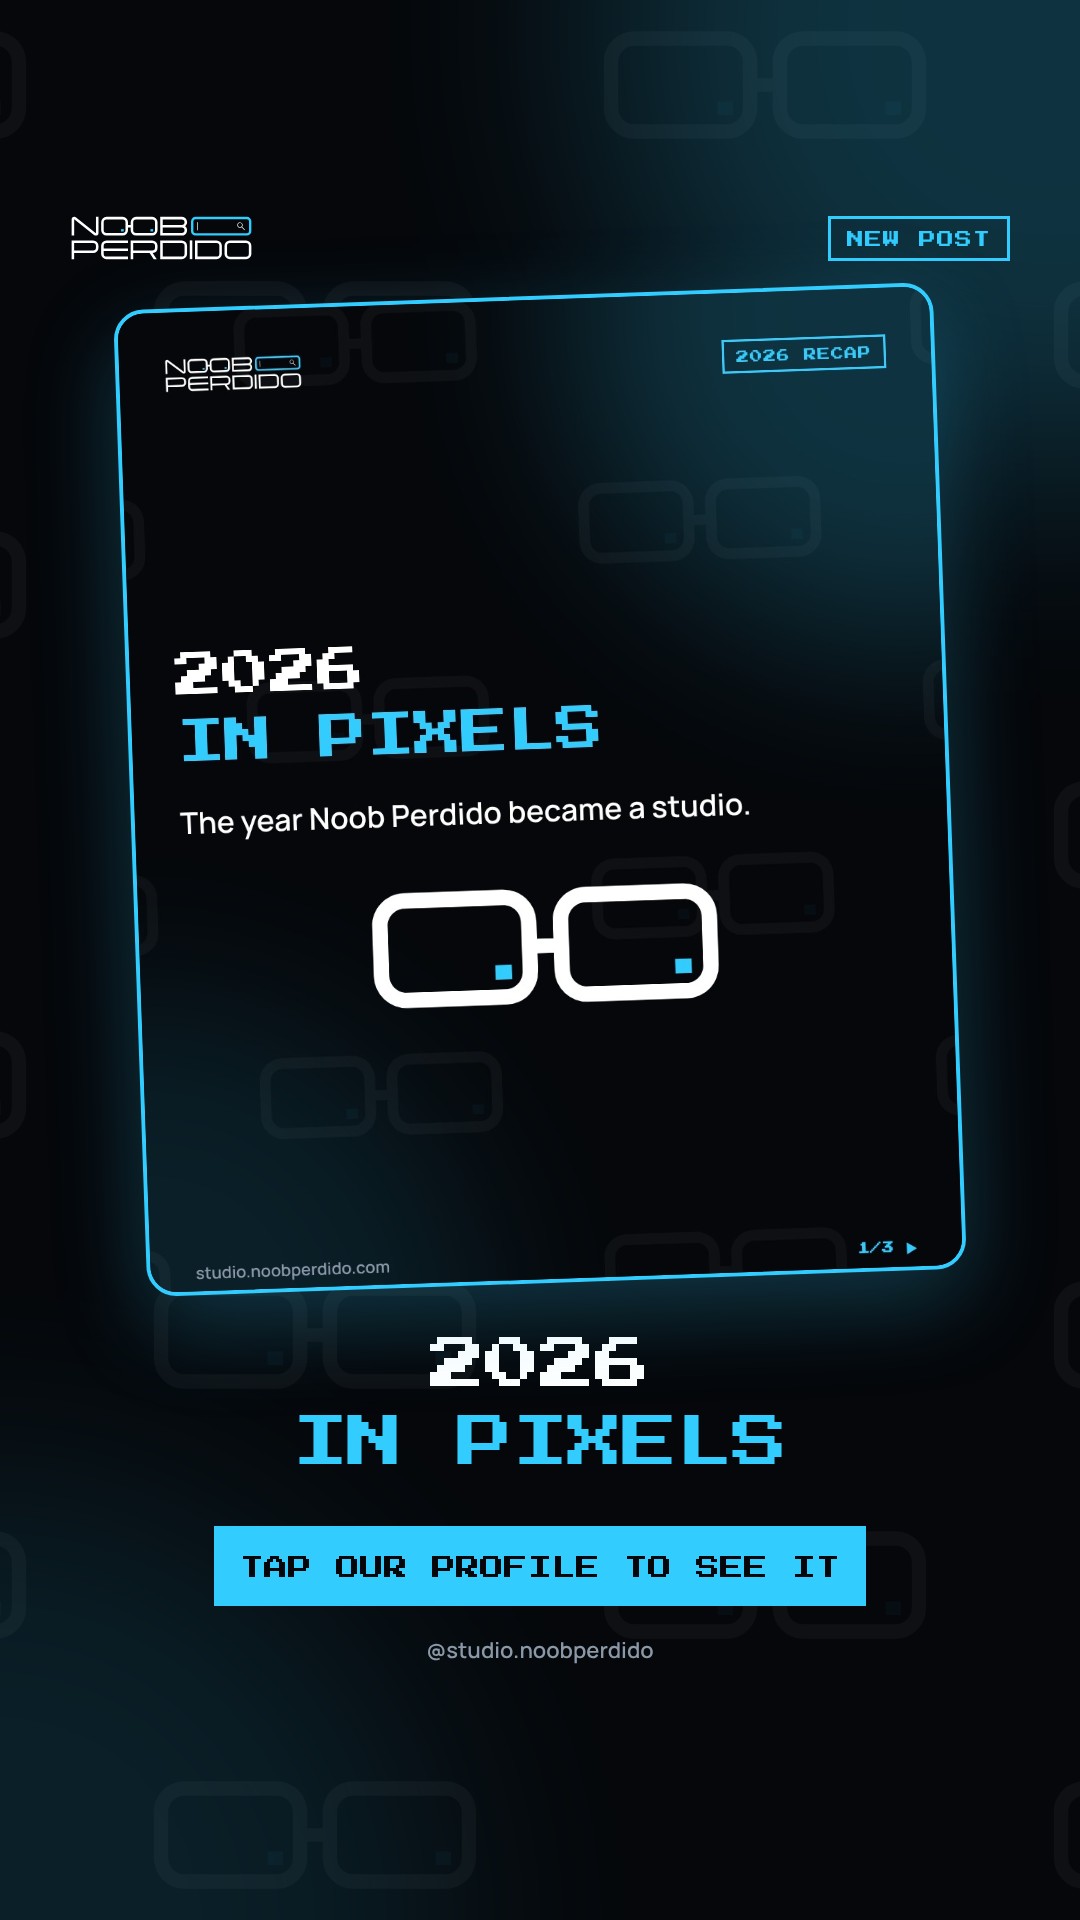 NOOB
PERDIDO
NEW POST
NOOB
PERDIDO
2026 RECAP
2026
IN PIXELS
The year Noob Perdido became a studio.
studio.noobperdido.com
1/3
2026
IN PIXELS
TAP OUR PROFILE TO SEE IT
@studio.noobperdido